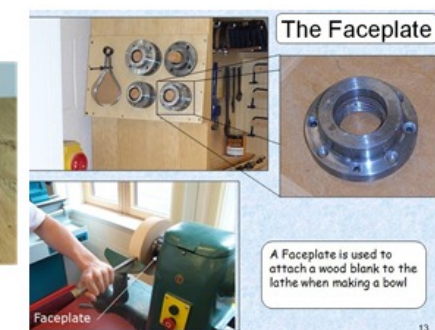 The Faceplate
A Faceplate is used to
attach a wood blank to the
lathe when making a bowl
Faceplate
13